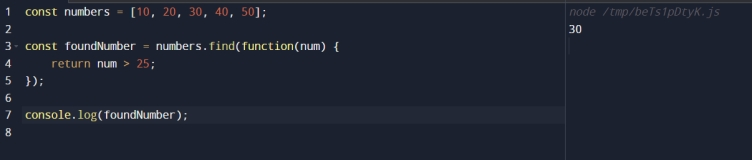 1 const numbers = [10, 20, 30, 40, 50];
2
3 const foundNumber = numbers.find(function(num) {
4     return num > 25;
5 });
6
7 console.log(foundNumber);
8
node /tmp/beTs1pDtyK.js
30